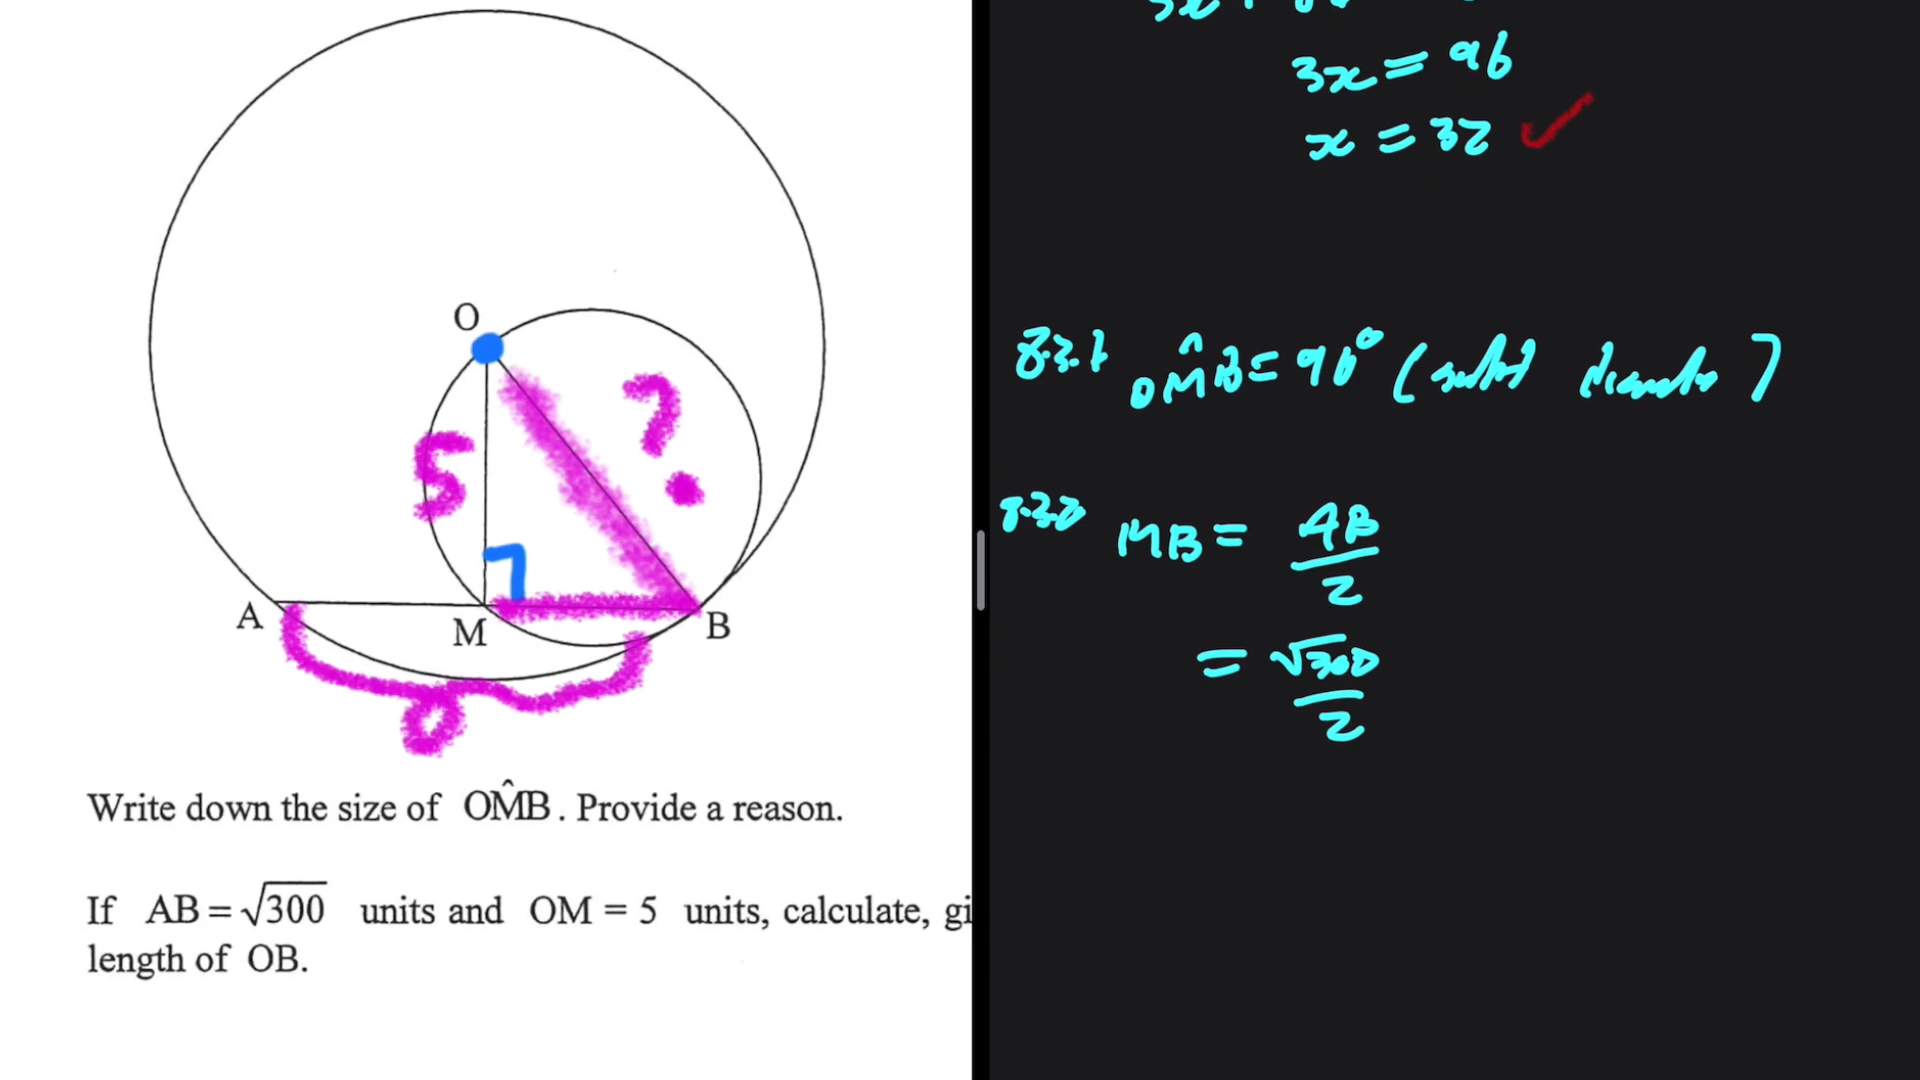 O
5
?
A
M
B
Write down the size of OM̂B. Provide a reason.
If AB = √300 units and OM = 5 units, calculate, gi
length of OB.
3x = 96
x = 32 ✓
8.3.1 OM̂B = 90° (
8.3.2 MB = AB/2
= √300/2